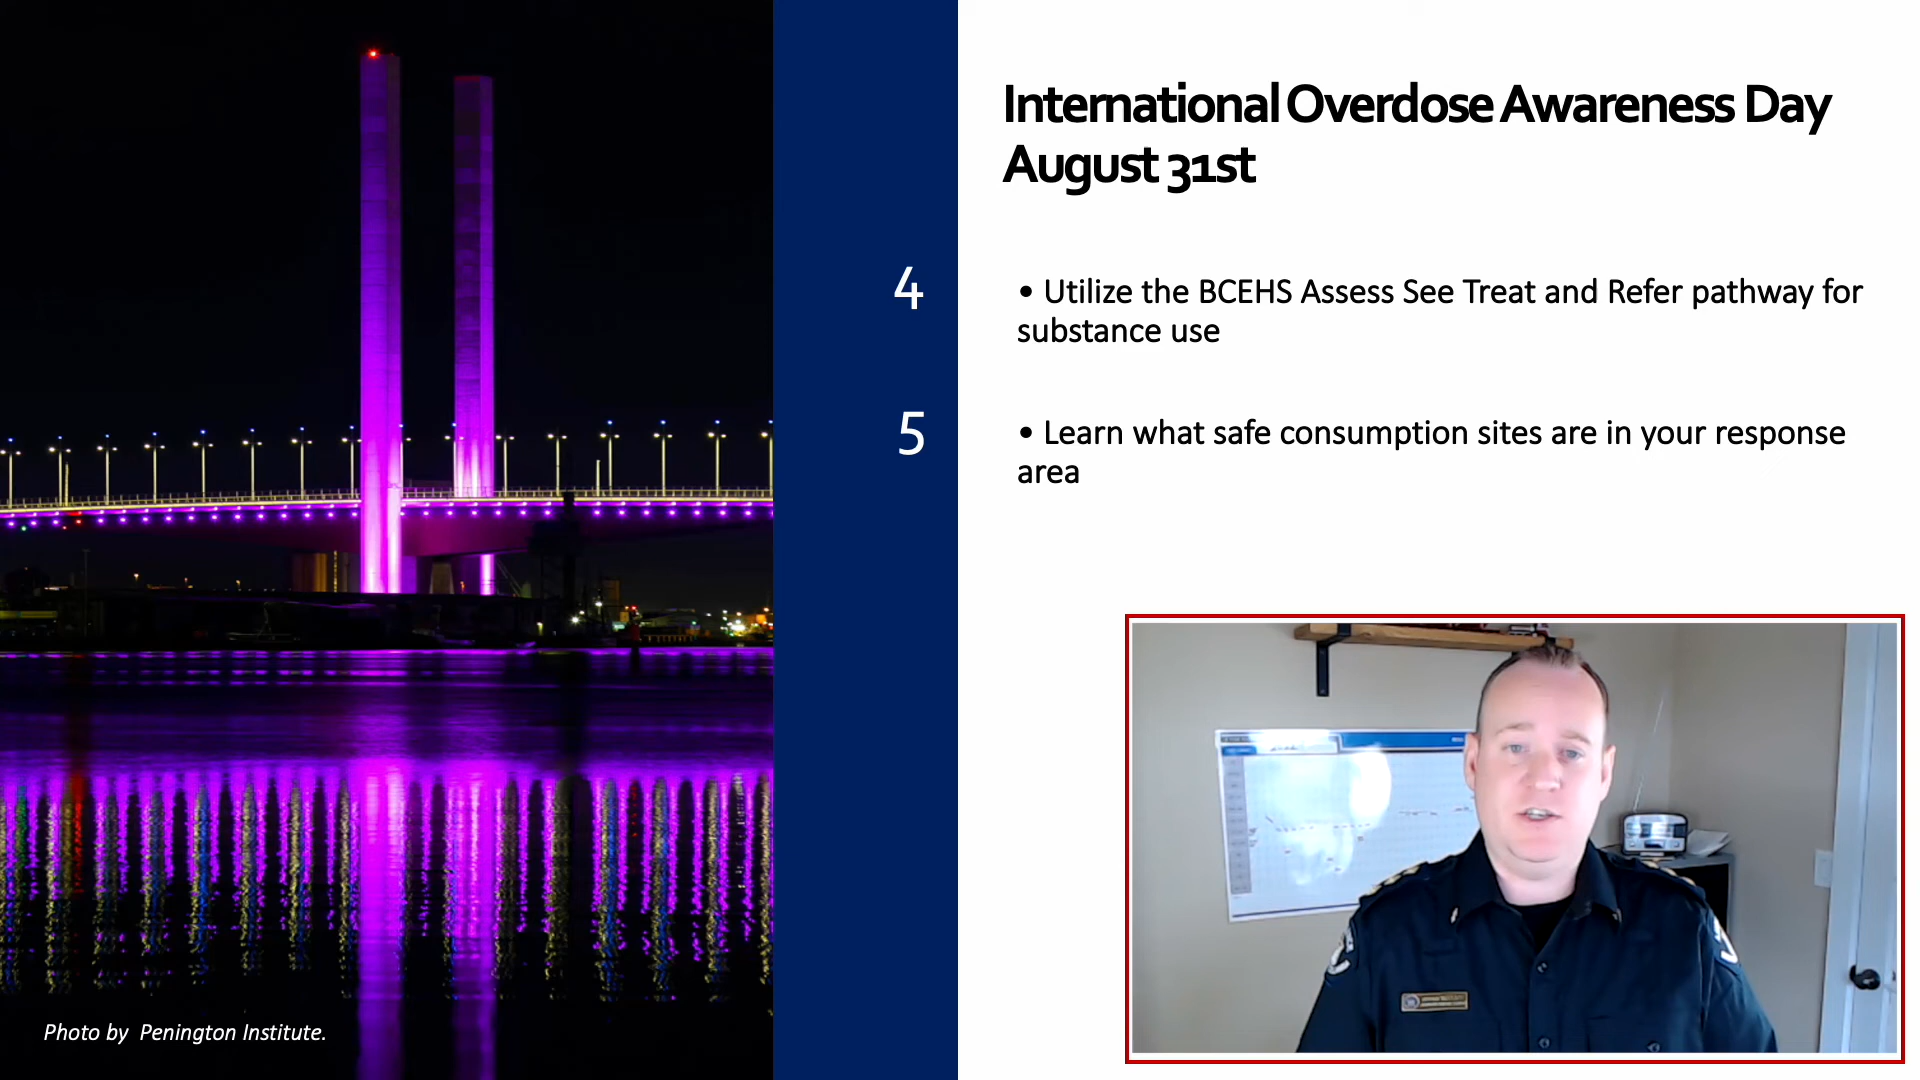 International Overdose Awareness Day
August 31st
4
• Utilize the BCEHS Assess See Treat and Refer pathway for
substance use
5
• Learn what safe consumption sites are in your response
area
Photo by Penington Institute.